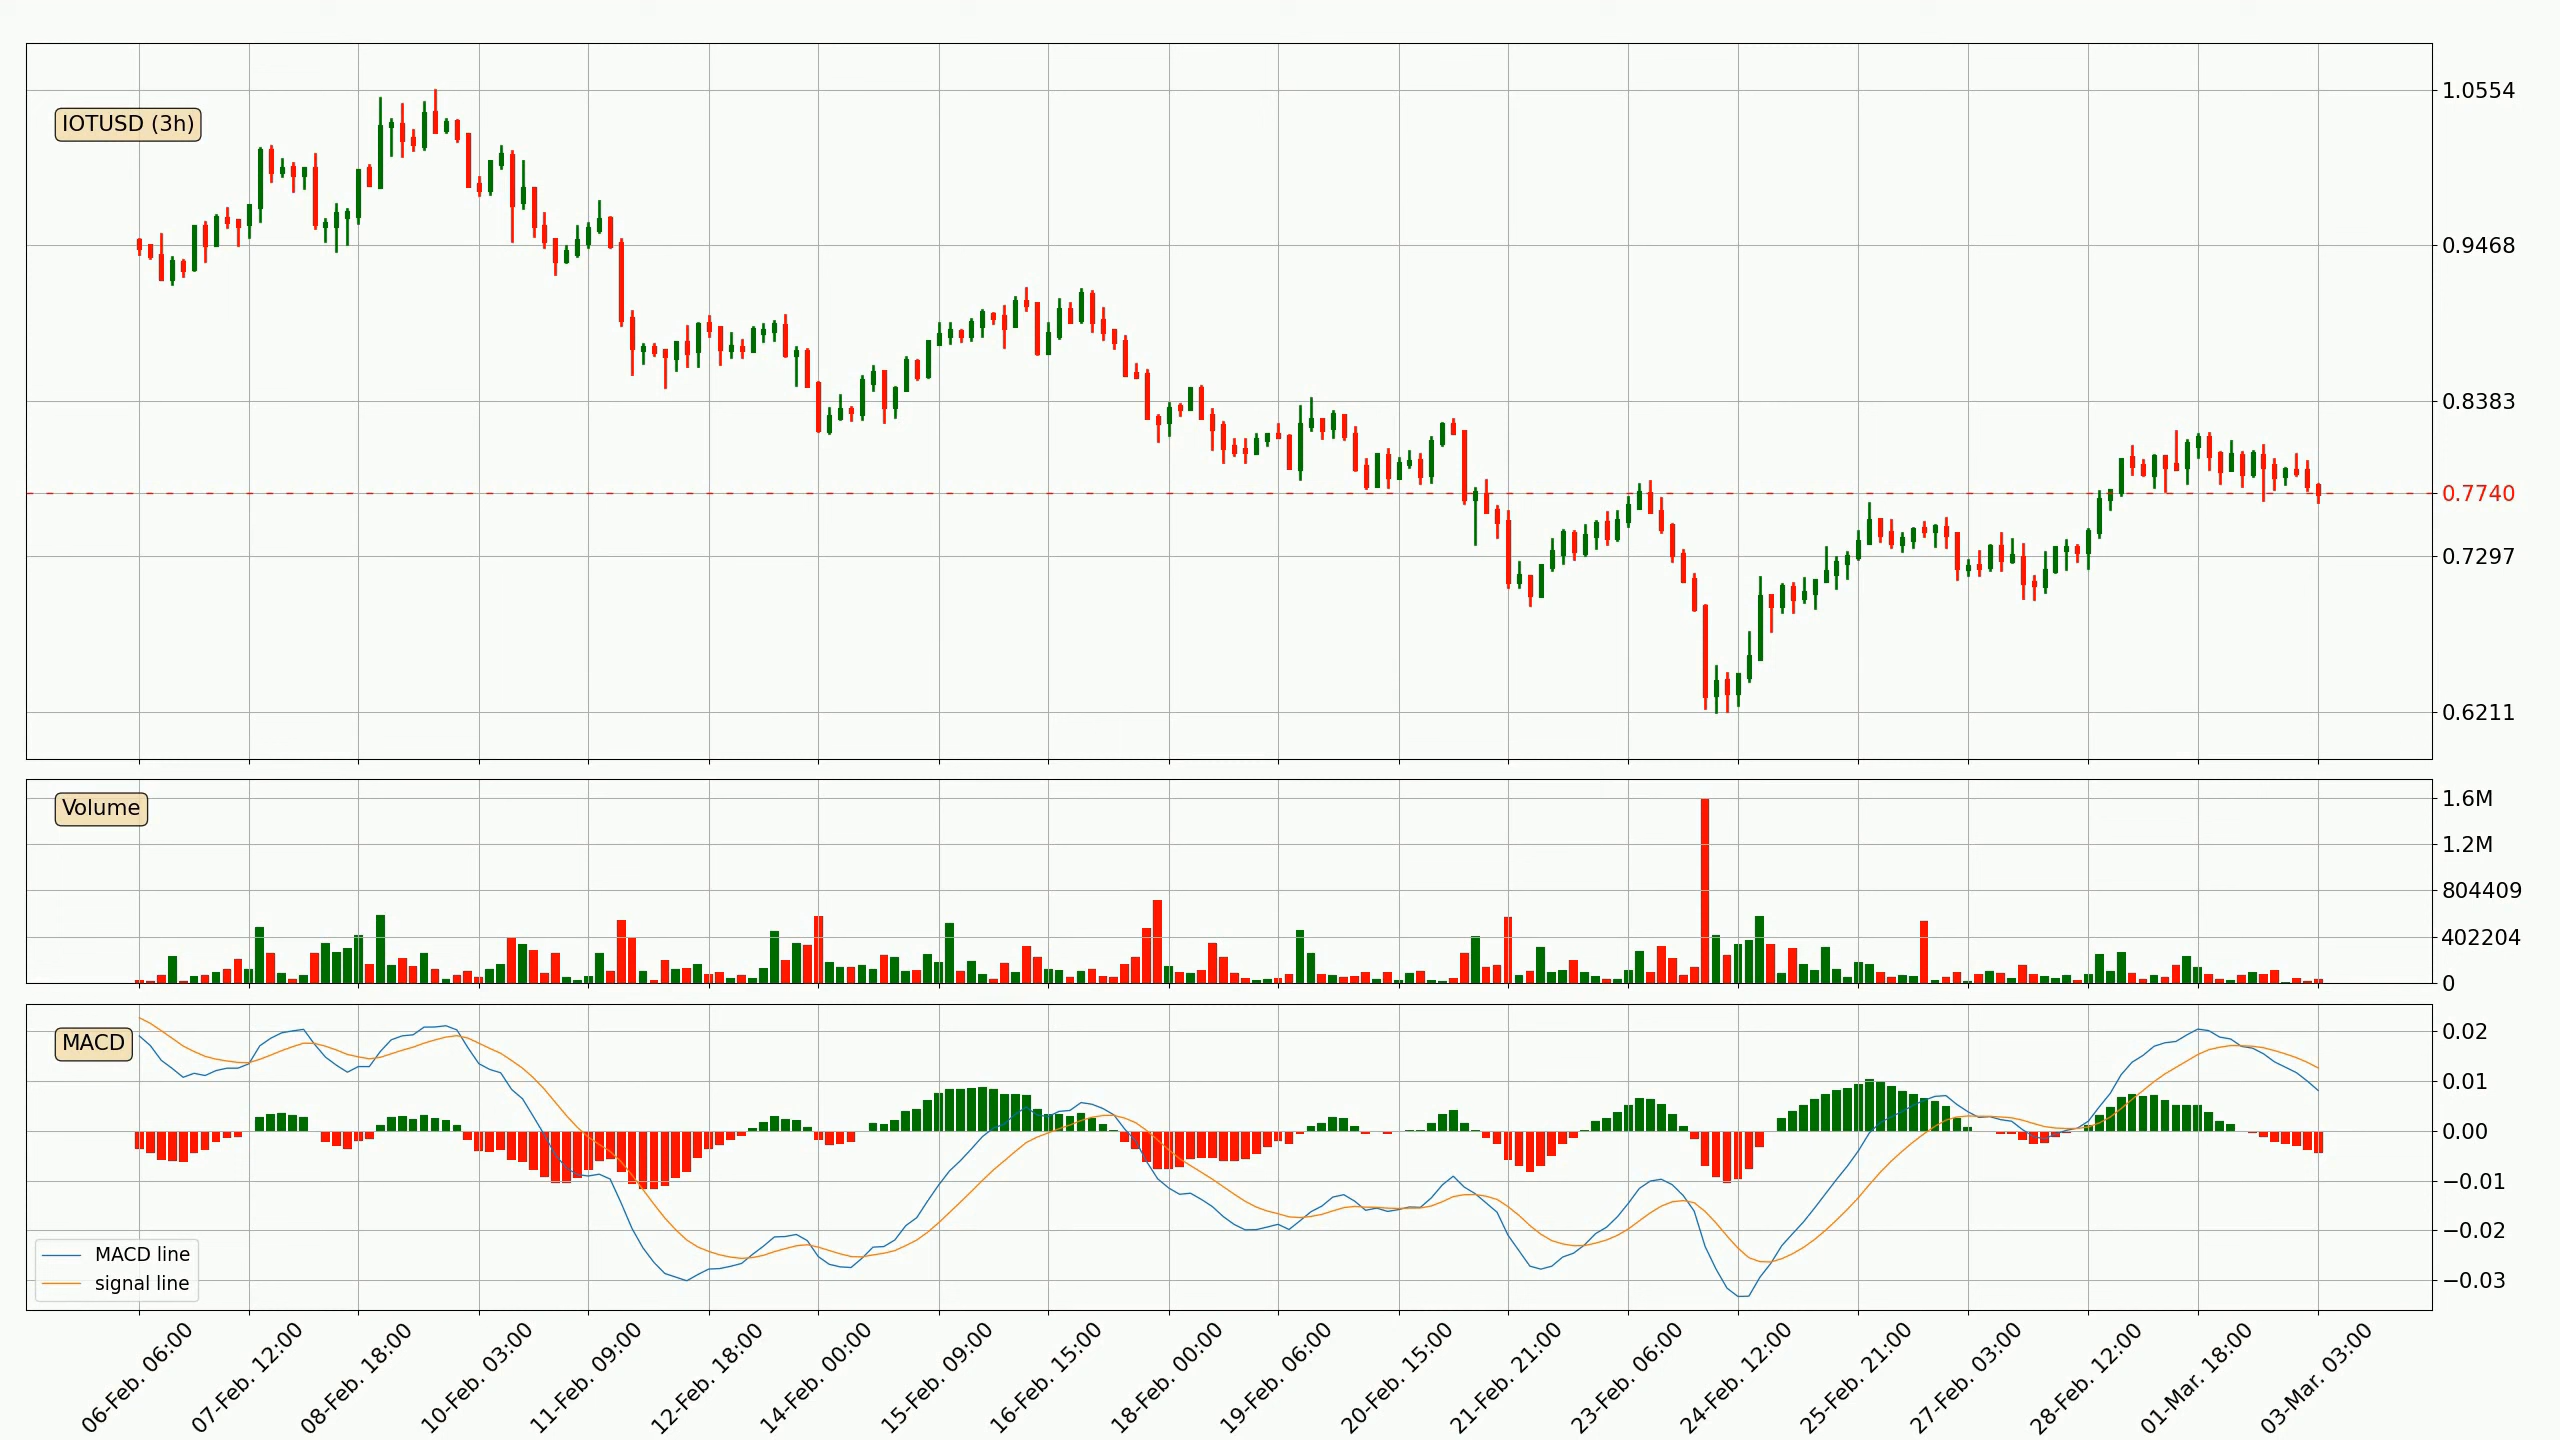 IOTUSD (3h)
1.0554
0.9468
0.8383
0.7740
0.7297
0.6211
Volume
1.6M
1.2M
804409
402204
0
MACD
0.02
0.01
0.00
−0.01
−0.02
−0.03
MACD line
signal line
06-Feb. 06:00
07-Feb. 12:00
08-Feb. 18:00
10-Feb. 03:00
11-Feb. 09:00
12-Feb. 18:00
14-Feb. 00:00
15-Feb. 09:00
16-Feb. 15:00
18-Feb. 00:00
19-Feb. 06:00
20-Feb. 15:00
21-Feb. 21:00
23-Feb. 06:00
24-Feb. 12:00
25-Feb. 21:00
27-Feb. 03:00
28-Feb. 12:00
01-Mar. 18:00
03-Mar. 03:00